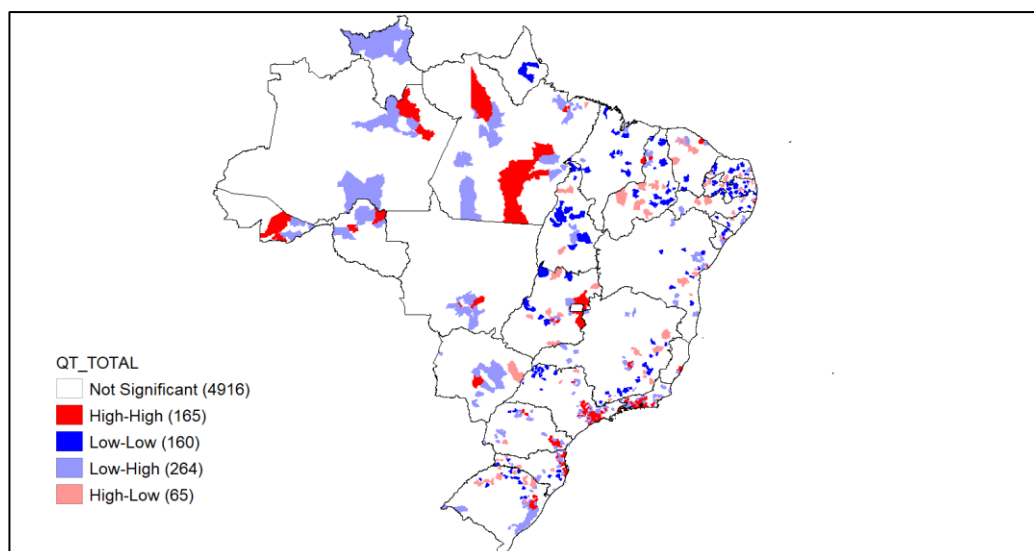 QT_TOTAL
Not Significant (4916)
High-High (165)
Low-Low (160)
Low-High (264)
High-Low (65)